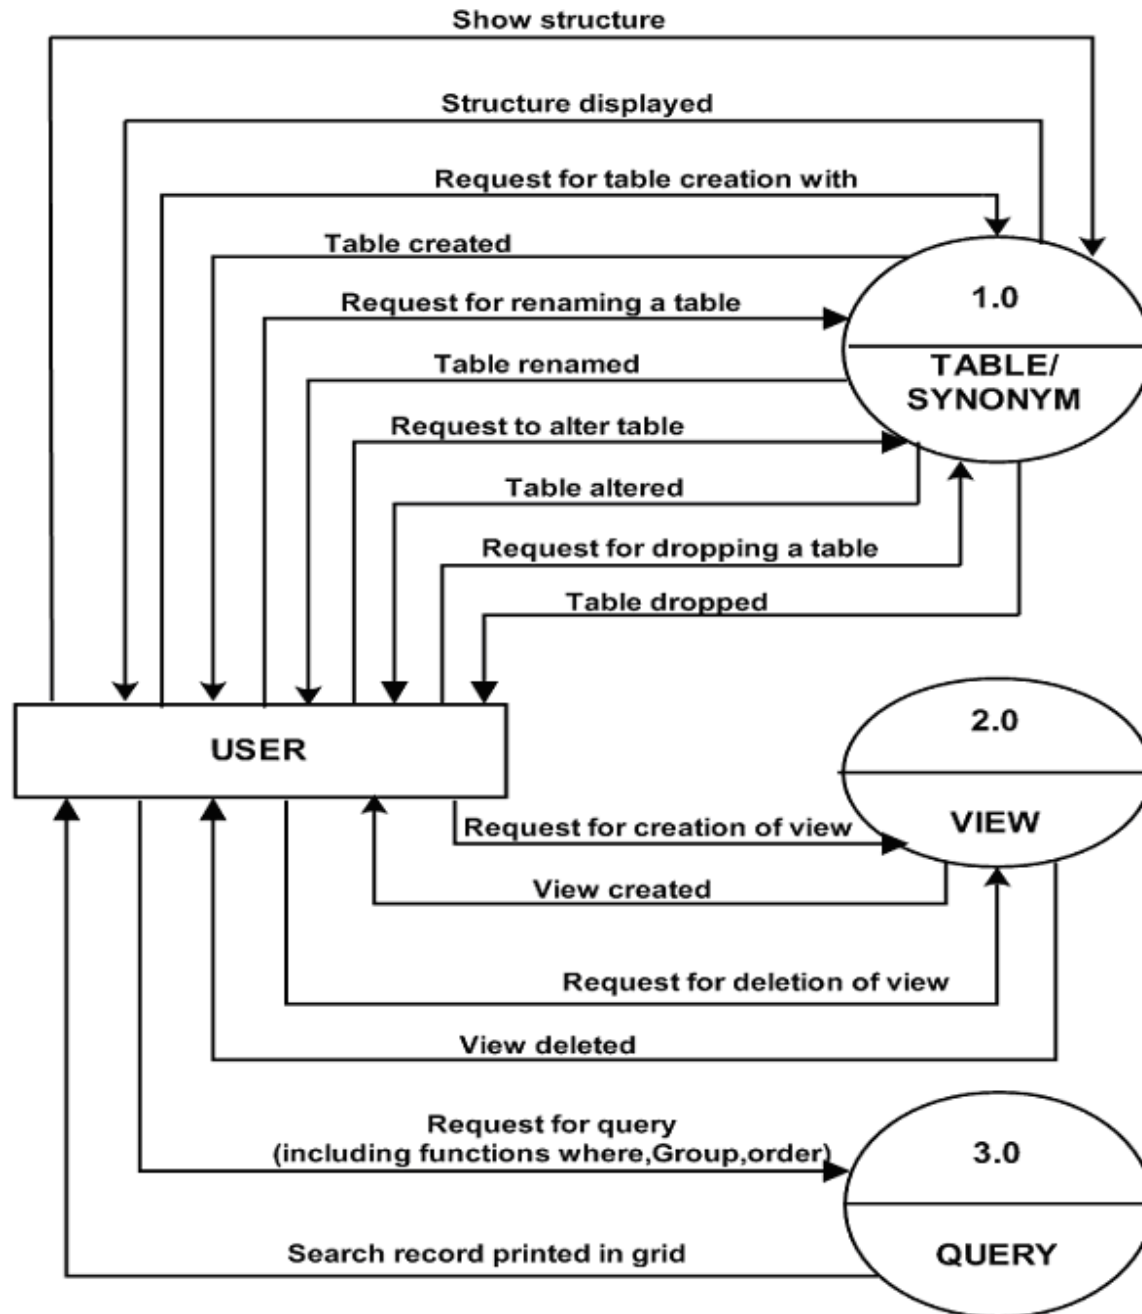 Show structure
Structure displayed
Request for table creation with
Table created
Request for renaming a table
Table renamed
Request to alter table
Table altered
Request for dropping a table
Table dropped
1.0
TABLE/
SYNONYM
USER
2.0
VIEW
Request for creation of view
View created
Request for deletion of view
View deleted
Request for query
(including functions where,Group,order)
Search record printed in grid
3.0
QUERY